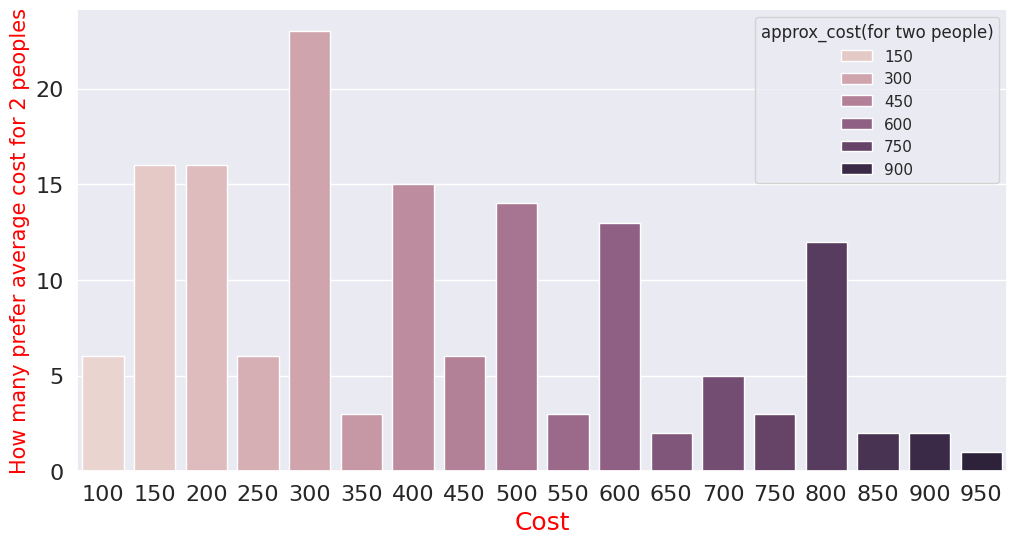 How many prefer average cost for 2 peoples
20
15
10
5
0
approx_cost(for two people)
150
300
450
600
750
900
100 150 200 250 300 350 400 450 500 550 600 650 700 750 800 850 900 950
Cost